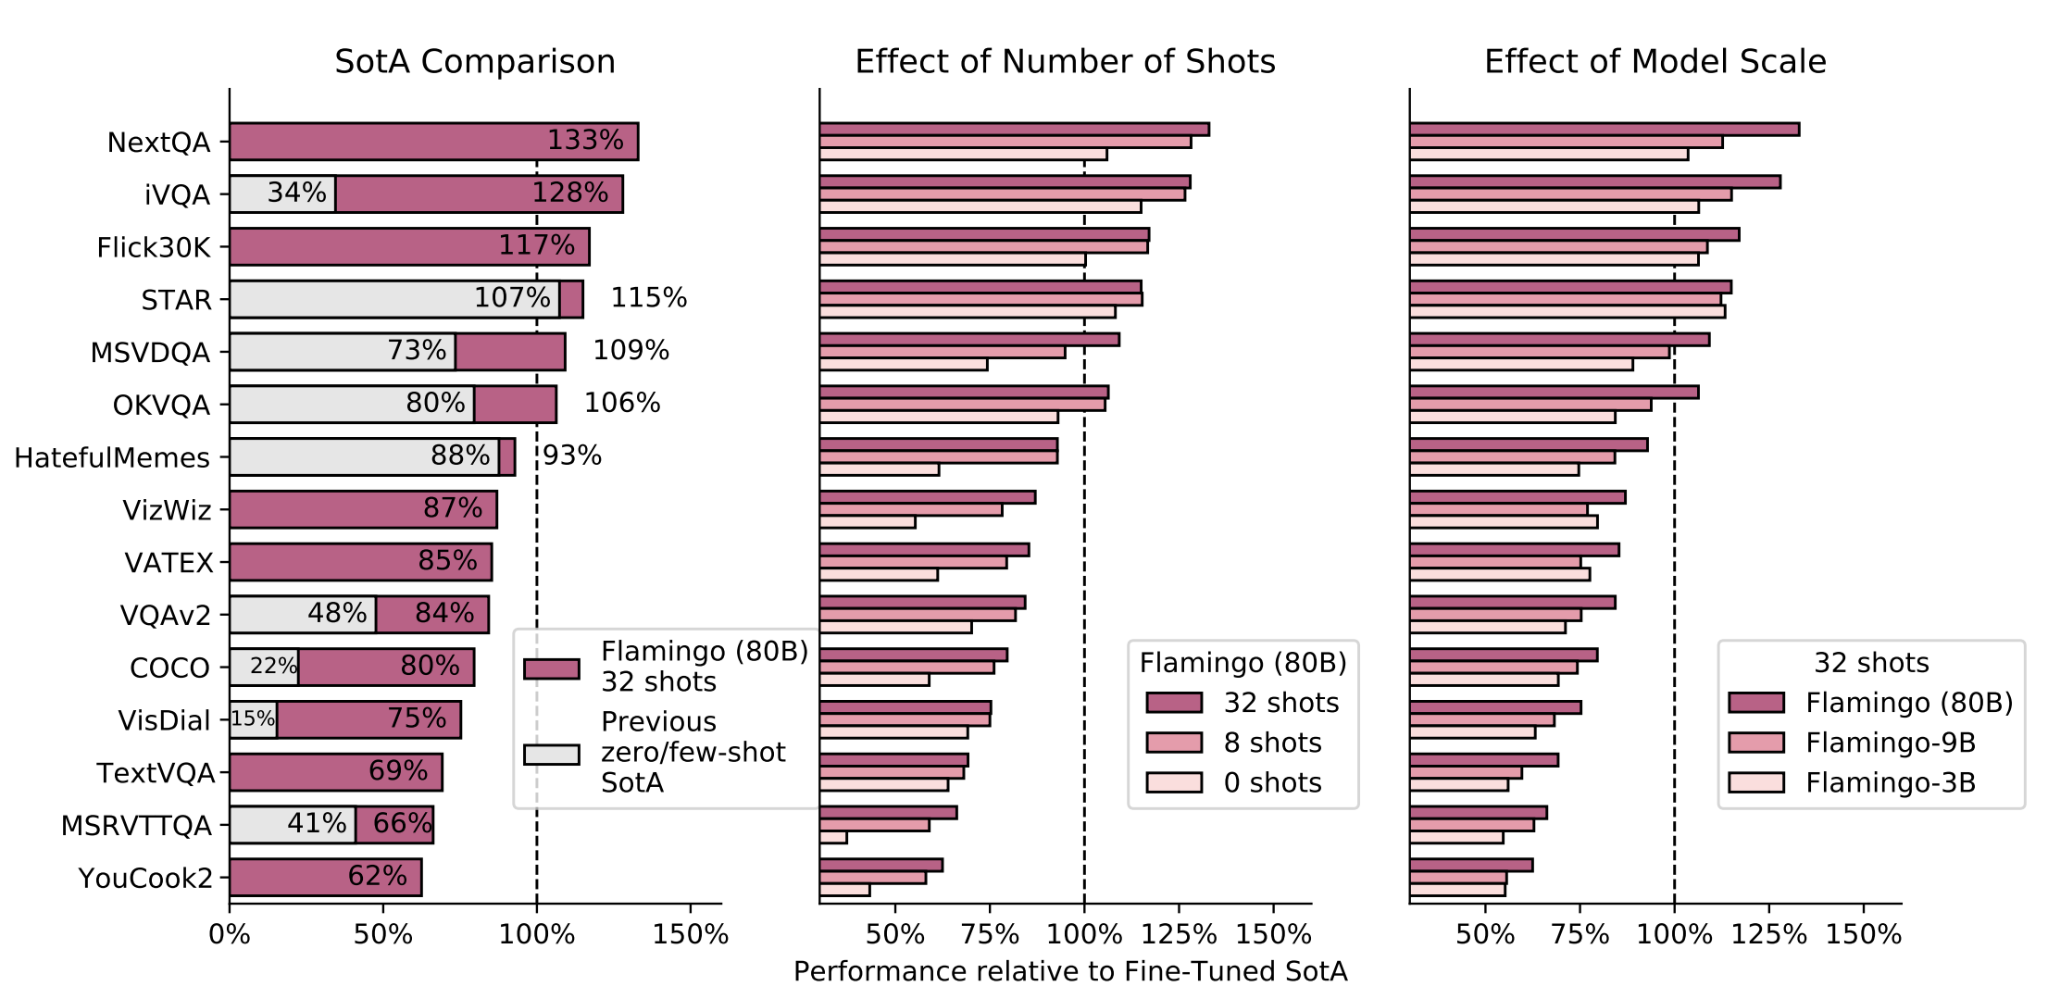 SotA Comparison
Effect of Number of Shots
Effect of Model Scale
NextQA
133%
iVQA
34%
128%
Flick30K
117%
STAR
107%
115%
MSVDQA
73%
109%
OKVQA
80%
106%
HatefulMemes
88%
93%
VizWiz
87%
VATEX
85%
VQAv2
48%
84%
COCO
22%
80%
VisDial
15%
75%
TextVQA
69%
MSRVTTQA
41%
66%
YouCook2
62%
Flamingo (80B)
32 shots
Previous
zero/few-shot
SotA
Flamingo (80B)
32 shots
8 shots
0 shots
32 shots
Flamingo (80B)
Flamingo-9B
Flamingo-3B
0%
50%
100%
150%
50%
75%
100%
125%
150%
50%
75%
100%
125%
150%
Performance relative to Fine-Tuned SotA